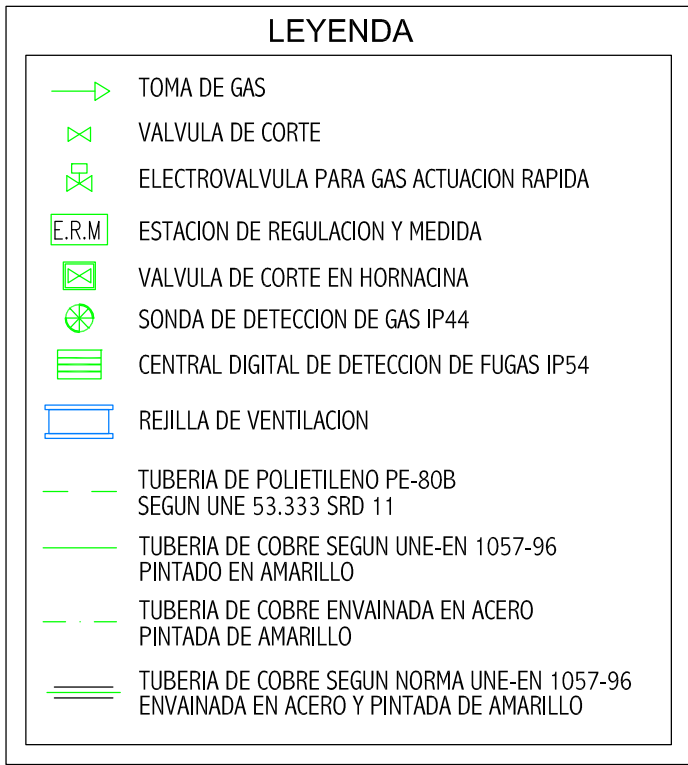 LEYENDA
TOMA DE GAS
VALVULA DE CORTE
ELECTROVALVULA PARA GAS ACTUACION RAPIDA
E.R.M ESTACION DE REGULACION Y MEDIDA
VALVULA DE CORTE EN HORNACINA
SONDA DE DETECCION DE GAS IP44
CENTRAL DIGITAL DE DETECCION DE FUGAS IP54
REJILLA DE VENTILACION
TUBERIA DE POLIETILENO PE-80B
SEGUN UNE 53.333 SRD 11
TUBERIA DE COBRE SEGUN UNE-EN 1057-96
PINTADO EN AMARILLO
TUBERIA DE COBRE ENVAINADA EN ACERO
PINTADA DE AMARILLO
TUBERIA DE COBRE SEGUN NORMA UNE-EN 1057-96
ENVAINADA EN ACERO Y PINTADA DE AMARILLO